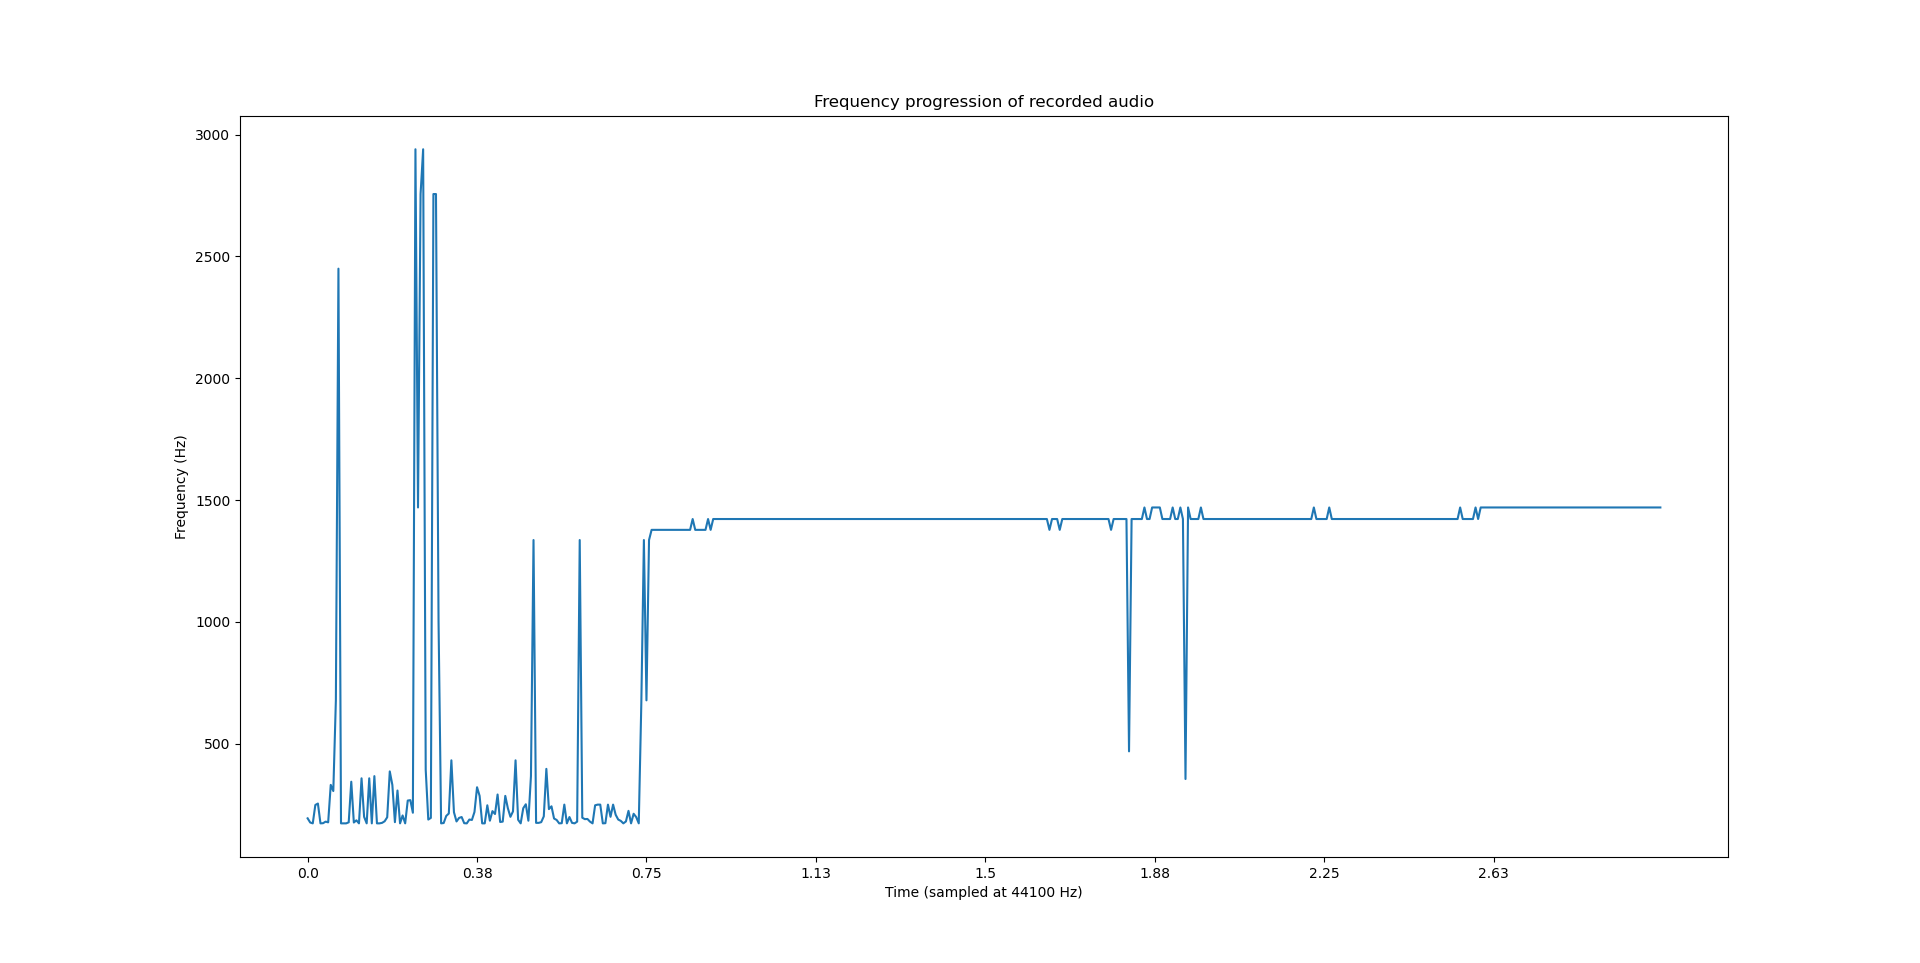 Frequency progression of recorded audio
3000
2500
2000
1500
1000
500
Frequency (Hz)
0.0 0.38 0.75 1.13 1.5 1.88 2.25 2.63
Time (sampled at 44100 Hz)